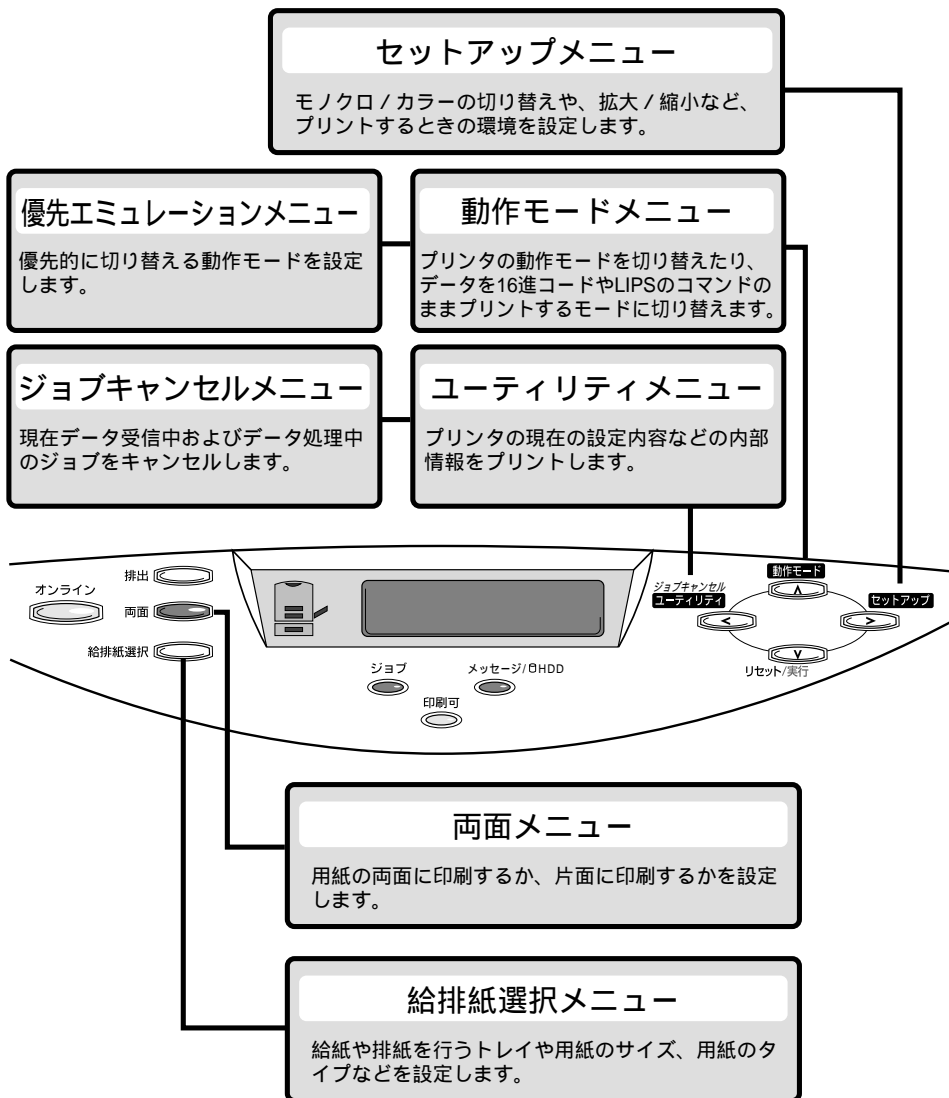 セットアップメニュー
モノクロ / カラーの切り替えや、拡大 / 縮小など、
プリントするときの環境を設定します。
優先エミュレーションメニュー
優先的に切り替える動作モードを設定
します。
動作モードメニュー
プリンタの動作モードを切り替えたり、
データを16進コードやLIPSのコマンドの
ままプリントするモードに切り替えます。
ジョブキャンセルメニュー
現在データ受信中およびデータ処理中
のジョブをキャンセルします。
ユーティリティメニュー
プリンタの現在の設定内容などの内部
情報をプリントします。
オンライン
排出
両面
給排紙選択
ジョブ
メッセージ/HDD
印刷可
ジョブキャンセル
ユーティリティ
動作モード
セットアップ
リセット/実行
両面メニュー
用紙の両面に印刷するか、片面に印刷するかを設定
します。
給排紙選択メニュー
給紙や排紙を行うトレイや用紙のサイズ、用紙のタ
イプなどを設定します。